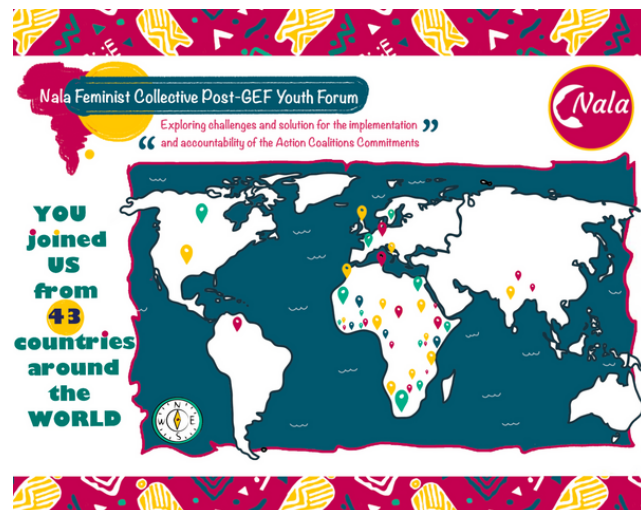 Nala Feminist Collective Post-GEF Youth Forum
Exploring challenges and solution for the implementation ”
“ and accountability of the Action Coalitions Commitments
Nala
YOU
joined
US
from
43
countries
around
the
WORLD
N
W E
S